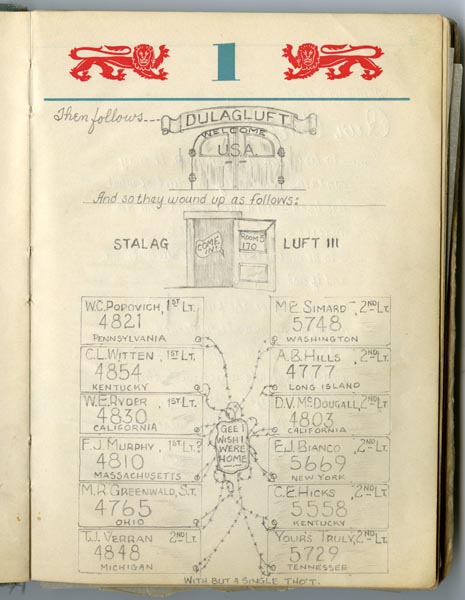 1
Then follows---
DULAGLUFT
WELCOME
U.S.A.
And so they wound up as follows:
STALAG LUFT III
COME IN!
ROOM 5
170
W.C. POPOVICH, 1ST LT.
4821
PENNSYLVANIA
M.E. SIMARD, 2ND LT.
5748
WASHINGTON
C.L. WITTEN, 1ST LT.
4854
KENTUCKY
A.B. HILLS, 2ND LT.
4777
LONG ISLAND
W.E. RYDER, 1ST LT.
4830
CALIFORNIA
D.V. McDOUGALL, 2ND LT.
4803
CALIFORNIA
GEE I
WISH I
WERE
HOME
F.J. MURPHY, 1ST LT.?
4810
MASSACHUSETTS
E.J. BIANCO, 2ND LT.
5669
NEW YORK
M.R. GREENWALD, S.T.
4765
OHIO
C.E. HICKS, 2ND LT.
5558
KENTUCKY
VERRAN 2ND LT.
4848
MICHIGAN
YOURS TRULY, 2ND LT.
5729
TENNESSEE
WITH BUT A SINGLE THO'T.